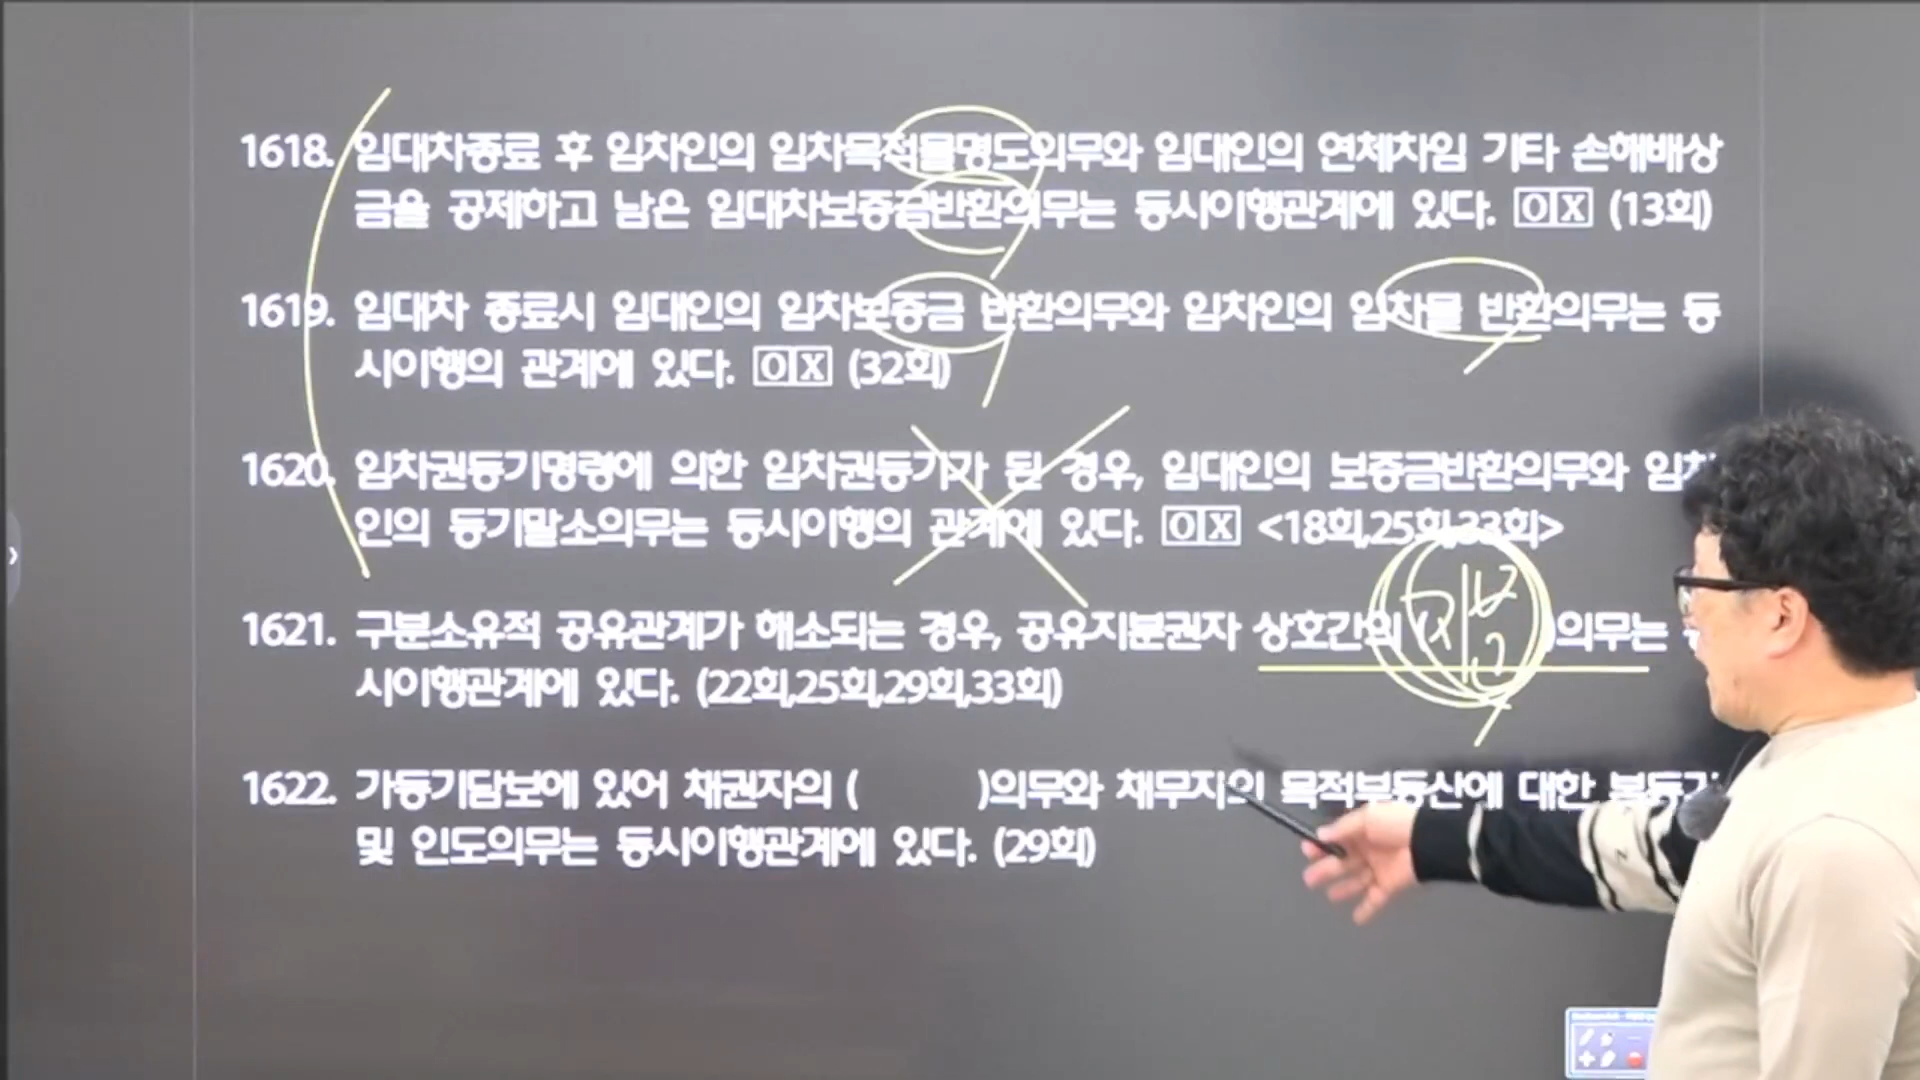 1618. 임대차종료 후 임차인의 임차목적물명도의무와 임대인의 연체차임 기타 손해배상
금을 공제하고 남은 임대차보증금반환의무는 동시이행관계에 있다. O X (13회)
1619. 임대차 종료시 임대인의 임차보증금 반환의무와 임차인의 임차물 반환의무는 동
시이행의 관계에 있다. O X (32회)
1620. 임차권등기명령에 의한 임차권등기가 된 경우, 임대인의 보증금반환의무와 임차
인의 등기말소의무는 동시이행의 관계에 있다. O X <18회,25회,33회>
1621. 구분소유적 공유관계가 해소되는 경우, 공유지분권자 상호간의 ( )의무는
시이행관계에 있다. (22회,25회,29회,33회)
1622. 가등기담보에 있어 채권자의 ( )의무와 채무자의 목적부동산에 대한 본등기
및 인도의무는 동시이행관계에 있다. (29회)